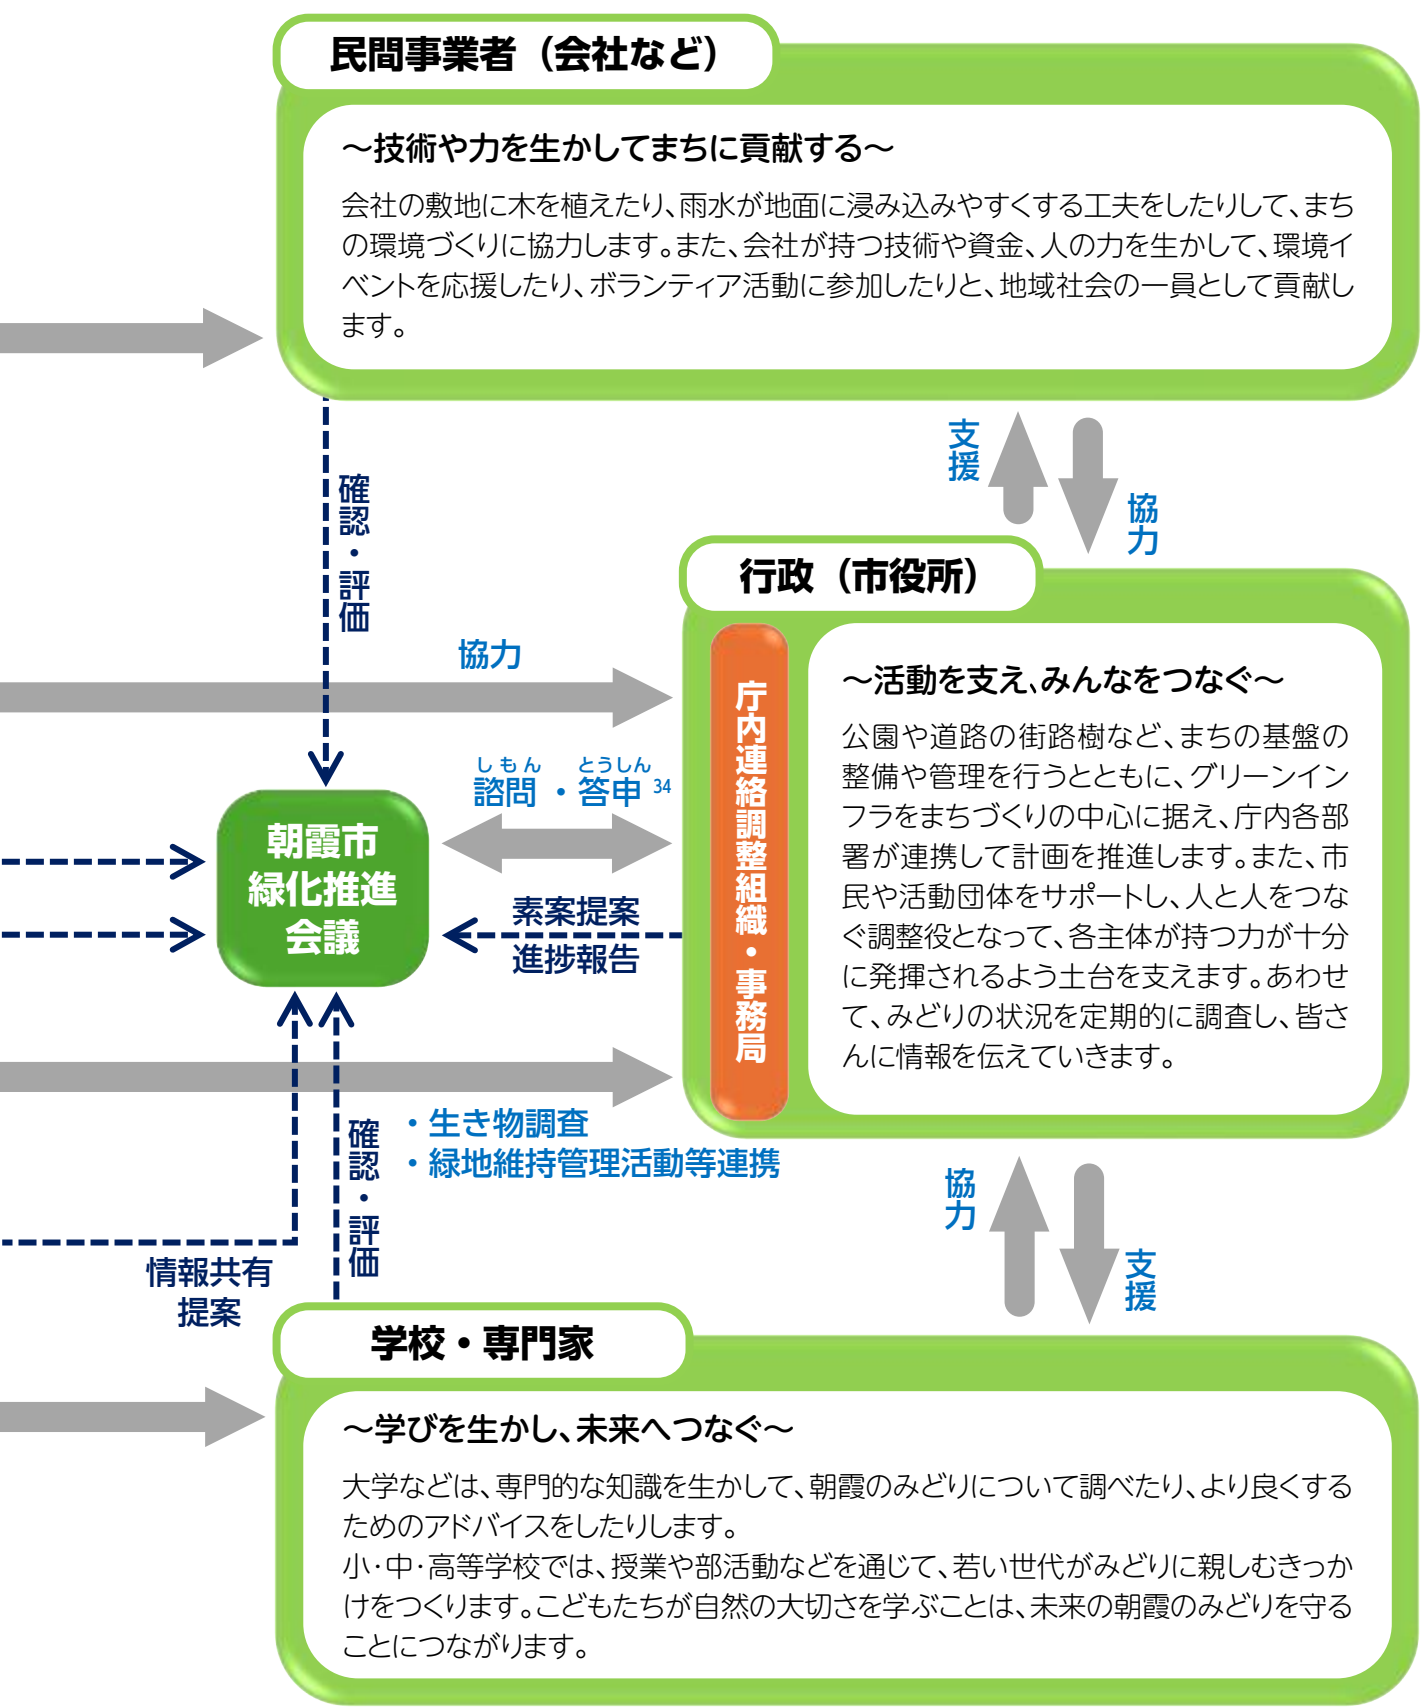 民間事業者（会社など）
～技術や力を生かしてまちに貢献する～
会社の敷地に木を植えたり、雨水が地面に浸み込みやすくする工夫をしたりして、まち
の環境づくりに協力します。また、会社が持つ技術や資金、人の力を生かして、環境イ
ベントを応援したり、ボランティア活動に参加したりと、地域社会の一員として貢献し
ます。
支援
協力
確認・評価
行政（市役所）
庁内連絡調整組織・事務局
～活動を支え、みんなをつなぐ～
公園や道路の街路樹など、まちの基盤の
整備や管理を行うとともに、グリーンイン
フラをまちづくりの中心に据え、庁内各部
署が連携して計画を推進します。また、市
民や活動団体をサポートし、人と人をつな
ぐ調整役となって、各主体が持つ力が十分
に発揮されるよう土台を支えます。あわせ
て、みどりの状況を定期的に調査し、皆さ
んに情報を伝えていきます。
協力
しもん とうしん
諮問・答申 34
朝霞市
緑化推進
会議
素案提案
進捗報告
・生き物調査
・緑地維持管理活動等連携
確認・評価
情報共有
提案
協力
支援
学校・専門家
～学びを生かし、未来へつなぐ～
大学などは、専門的な知識を生かして、朝霞のみどりについて調べたり、より良くする
ためのアドバイスをしたりします。
小・中・高等学校では、授業や部活動などを通じて、若い世代がみどりに親しむきっか
けをつくります。こどもたちが自然の大切さを学ぶことは、未来の朝霞のみどりを守る
ことにつながります。